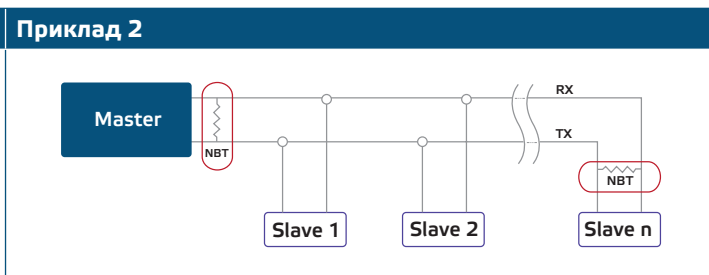 Приклад 2
RX
Master
TX
NBT
NBT
Slave 1
Slave 2
Slave n